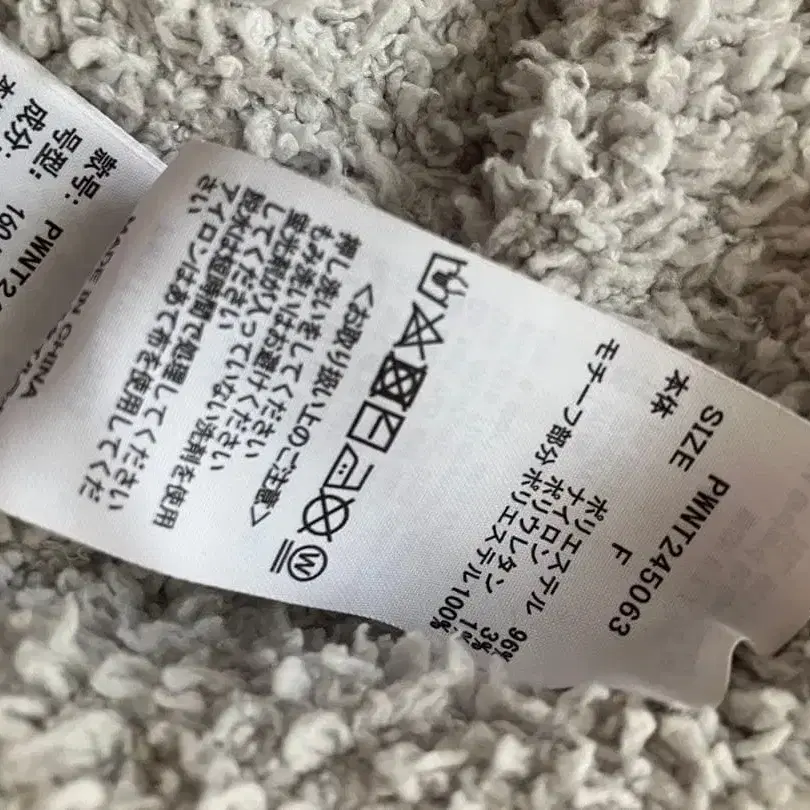 PWNT245063
SIZE F
本体 ポリエステル 96%
ナイロン 3%
ポリウレタン 1%
モチーフ部分 ポリエステル 100%
W
<お取り扱い上のご注意>
押し洗いをしてください
もみ洗いはお避けください
蛍光剤が入っていない洗剤を使用
してください
脱水は短時間で処理してください
アイロンはあて布を使用してくだ
さい
MADE IN CHINA
款号: PWNT2
号型: 160
成分: